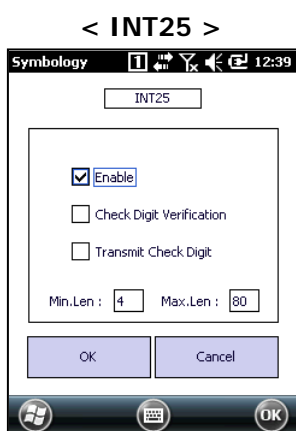 < INT25 >
Symbology 1 12:39
INT25
Enable
Check Digit Verification
Transmit Check Digit
Min.Len : 4 Max.Len : 80
OK Cancel
OK